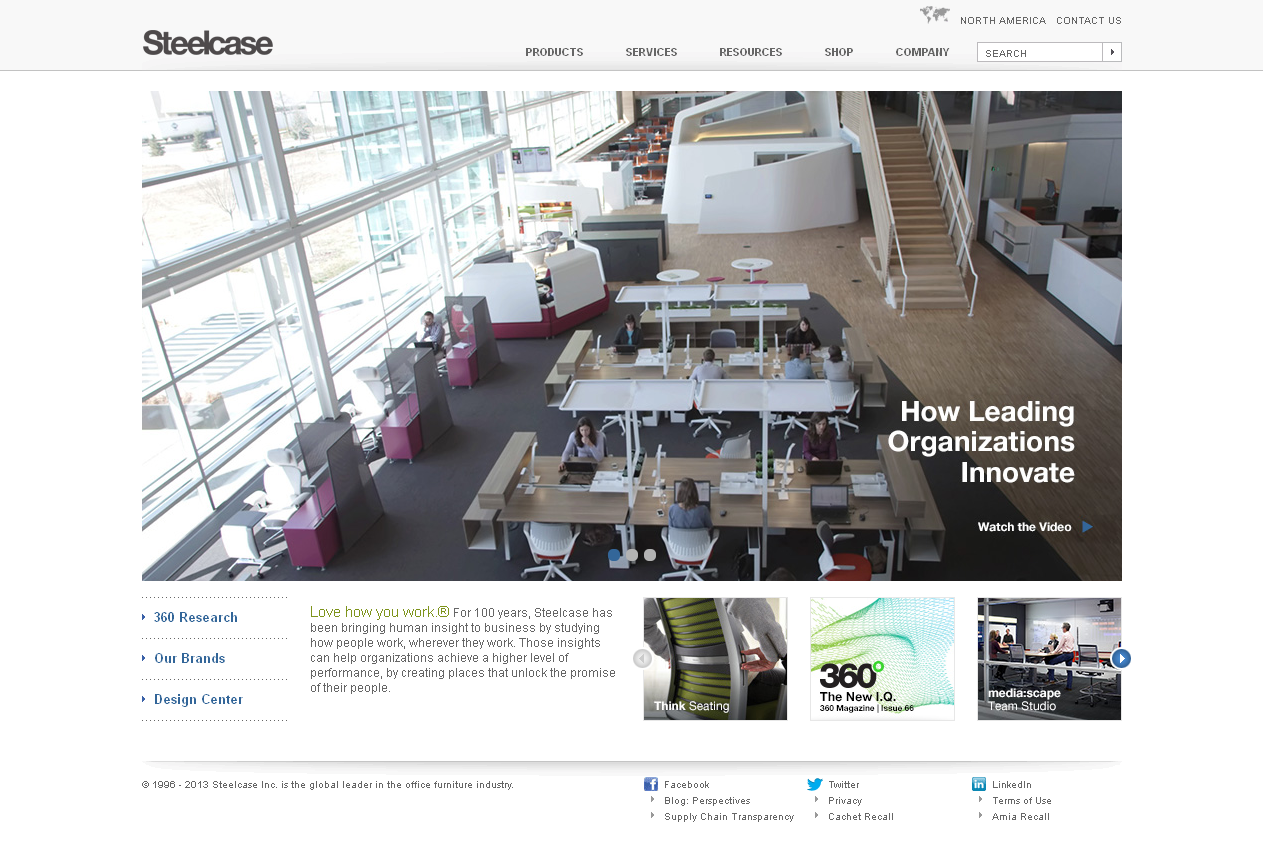 NORTH AMERICA CONTACT US
Steelcase
PRODUCTS SERVICES RESOURCES SHOP COMPANY SEARCH
How Leading
Organizations
Innovate
Watch the Video
360 Research
Our Brands
Design Center
Love how you work.® For 100 years, Steelcase has
been bringing human insight to business by studying
how people work, wherever they work. Those insights
can help organizations achieve a higher level of
performance, by creating places that unlock the promise
of their people.
Think Seating
360°
The New I.Q.
360 Magazine | Issue 66
media:scape
Team Studio
© 1996 - 2013 Steelcase Inc. is the global leader in the office furniture industry.
Facebook Twitter LinkedIn
Blog: Perspectives Privacy Terms of Use
Supply Chain Transparency Cachet Recall Amia Recall